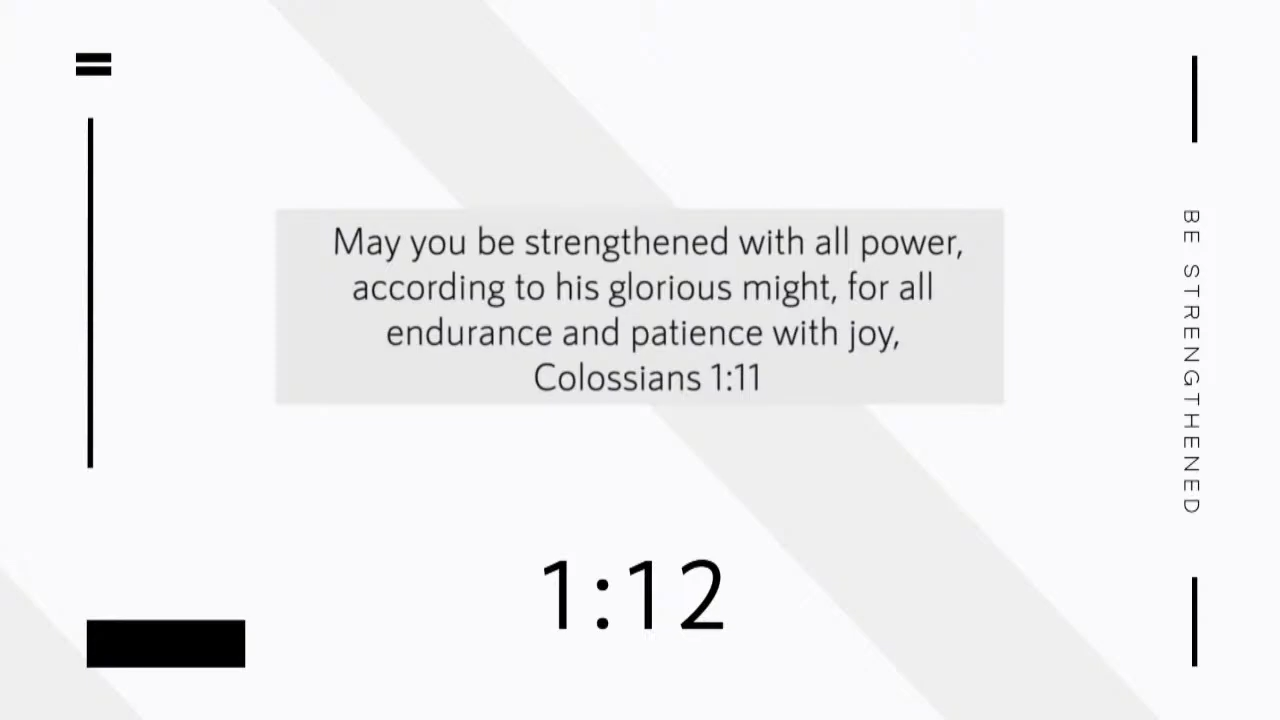 May you be strengthened with all power,
according to his glorious might, for all
endurance and patience with joy,
Colossians 1:11
1:12
BE STRENGTHENED